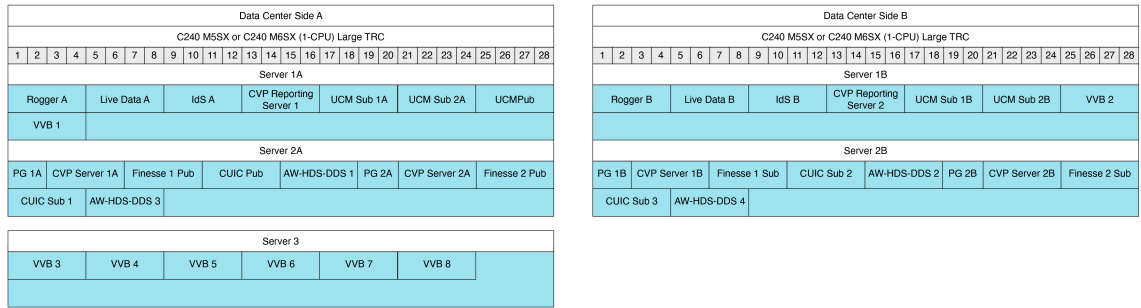 Data Center Side A
C240 M5SX or C240 M6SX (1-CPU) Large TRC
1 2 3 4 5 6 7 8 9 10 11 12 13 14 15 16 17 18 19 20 21 22 23 24 25 26 27 28
Server 1A
Rogger A Live Data A IdS A CVP Reporting Server 1 UCM Sub 1A UCM Sub 2A UCMPub
VVB 1
Server 2A
PG 1A CVP Server 1A Finesse 1 Pub CUIC Pub AW-HDS-DDS 1 PG 2A CVP Server 2A Finesse 2 Pub
CUIC Sub 1 AW-HDS-DDS 3
Server 3
VVB 3 VVB 4 VVB 5 VVB 6 VVB 7 VVB 8
Data Center Side B
C240 M5SX or C240 M6SX (1-CPU) Large TRC
1 2 3 4 5 6 7 8 9 10 11 12 13 14 15 16 17 18 19 20 21 22 23 24 25 26 27 28
Server 1B
Rogger B Live Data B IdS B CVP Reporting Server 2 UCM Sub 1B UCM Sub 2B VVB 2
Server 2B
PG 1B CVP Server 1B Finesse 1 Sub CUIC Sub 2 AW-HDS-DDS 2 PG 2B CVP Server 2B Finesse 2 Sub
CUIC Sub 3 AW-HDS-DDS 4